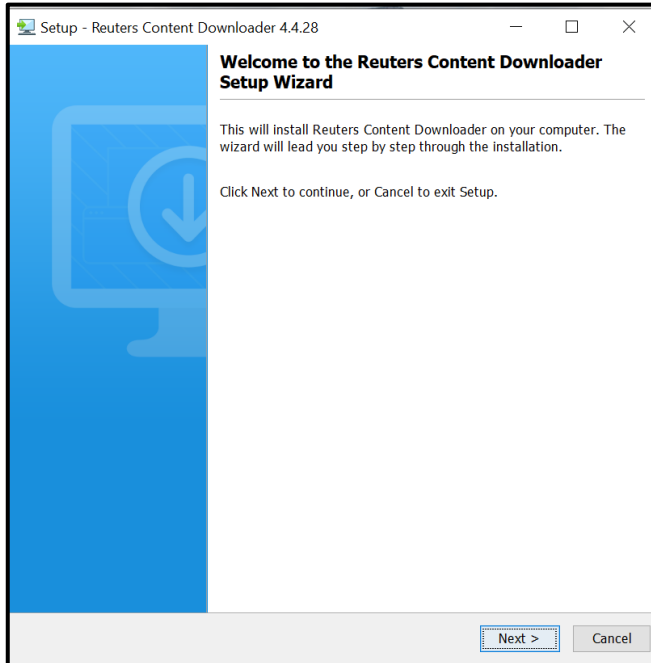 Setup - Reuters Content Downloader 4.4.28
Welcome to the Reuters Content Downloader
Setup Wizard
This will install Reuters Content Downloader on your computer. The
wizard will lead you step by step through the installation.
Click Next to continue, or Cancel to exit Setup.
Next >
Cancel